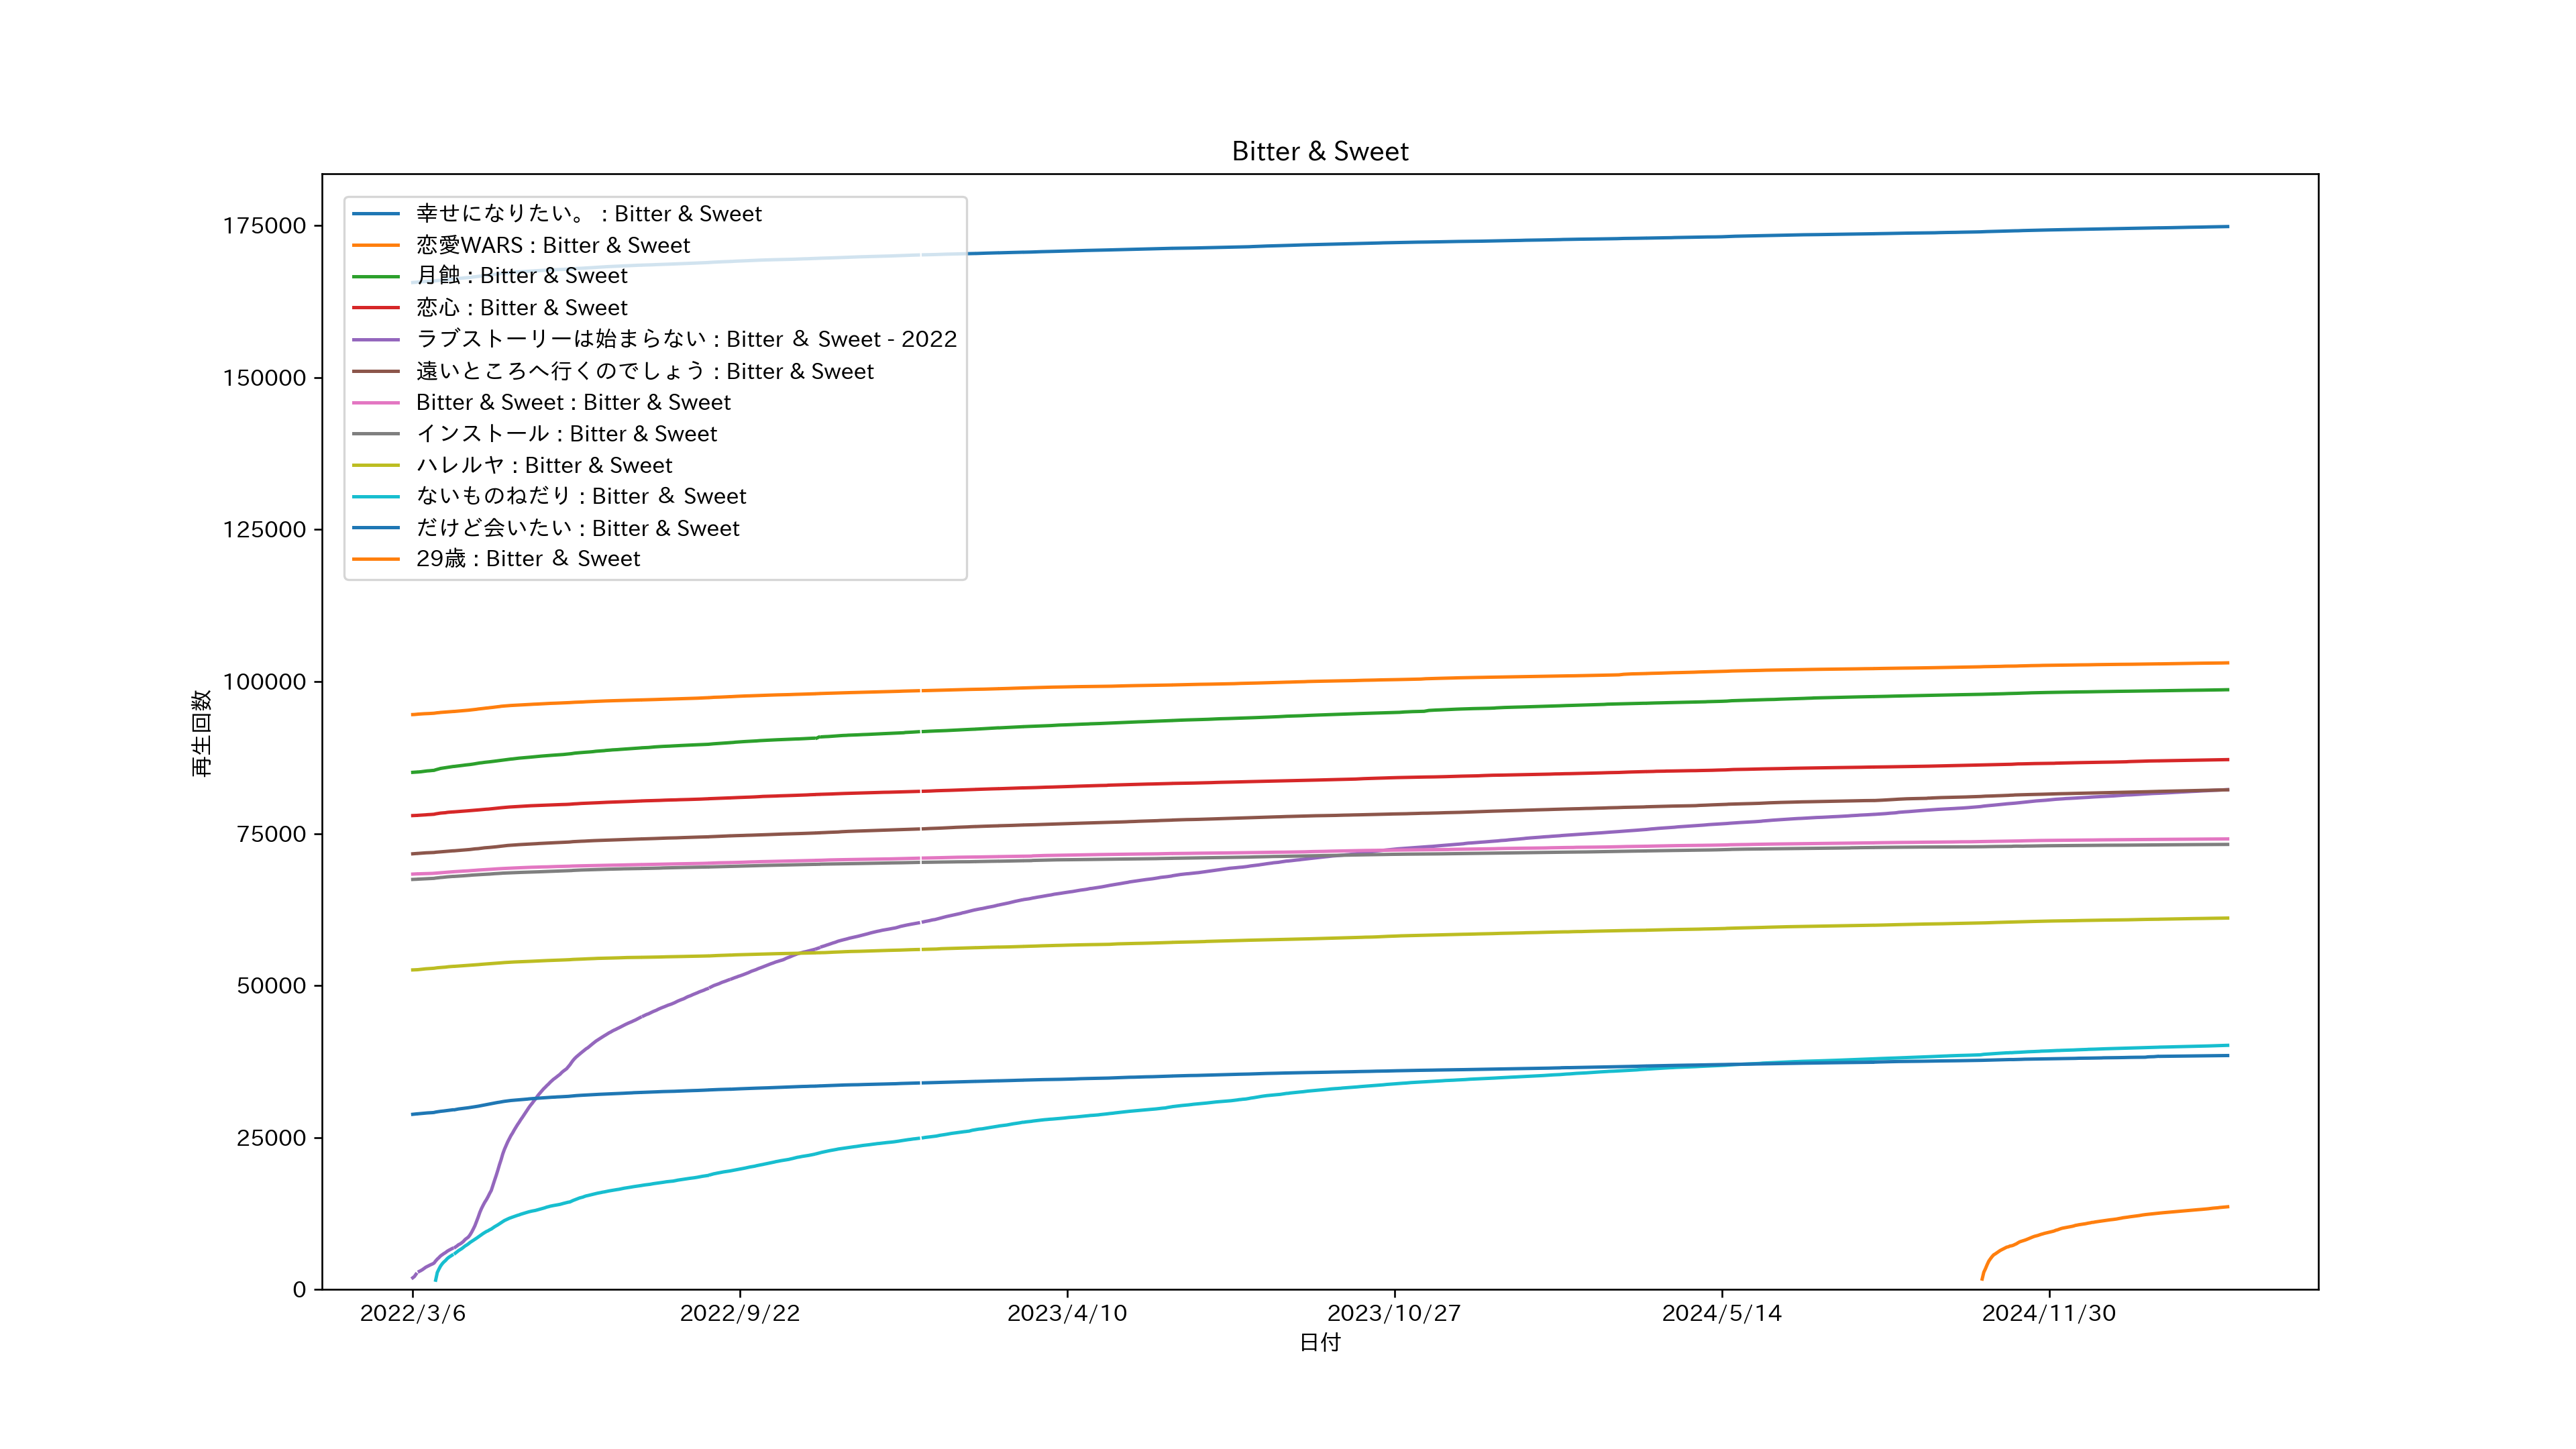 Bitter & Sweet
175000
150000
125000
100000
75000
50000
25000
0
再生回数
幸せになりたい。 : Bitter & Sweet
恋愛WARS : Bitter & Sweet
月蝕 : Bitter & Sweet
恋心 : Bitter & Sweet
ラブストーリーは始まらない : Bitter ＆ Sweet - 2022
遠いところへ行くのでしょう : Bitter & Sweet
Bitter & Sweet : Bitter & Sweet
インストール : Bitter & Sweet
ハレルヤ : Bitter & Sweet
ないものねだり : Bitter ＆ Sweet
だけど会いたい : Bitter & Sweet
29歳 : Bitter ＆ Sweet
2022/3/6 2022/9/22 2023/4/10 2023/10/27 2024/5/14 2024/11/30
日付